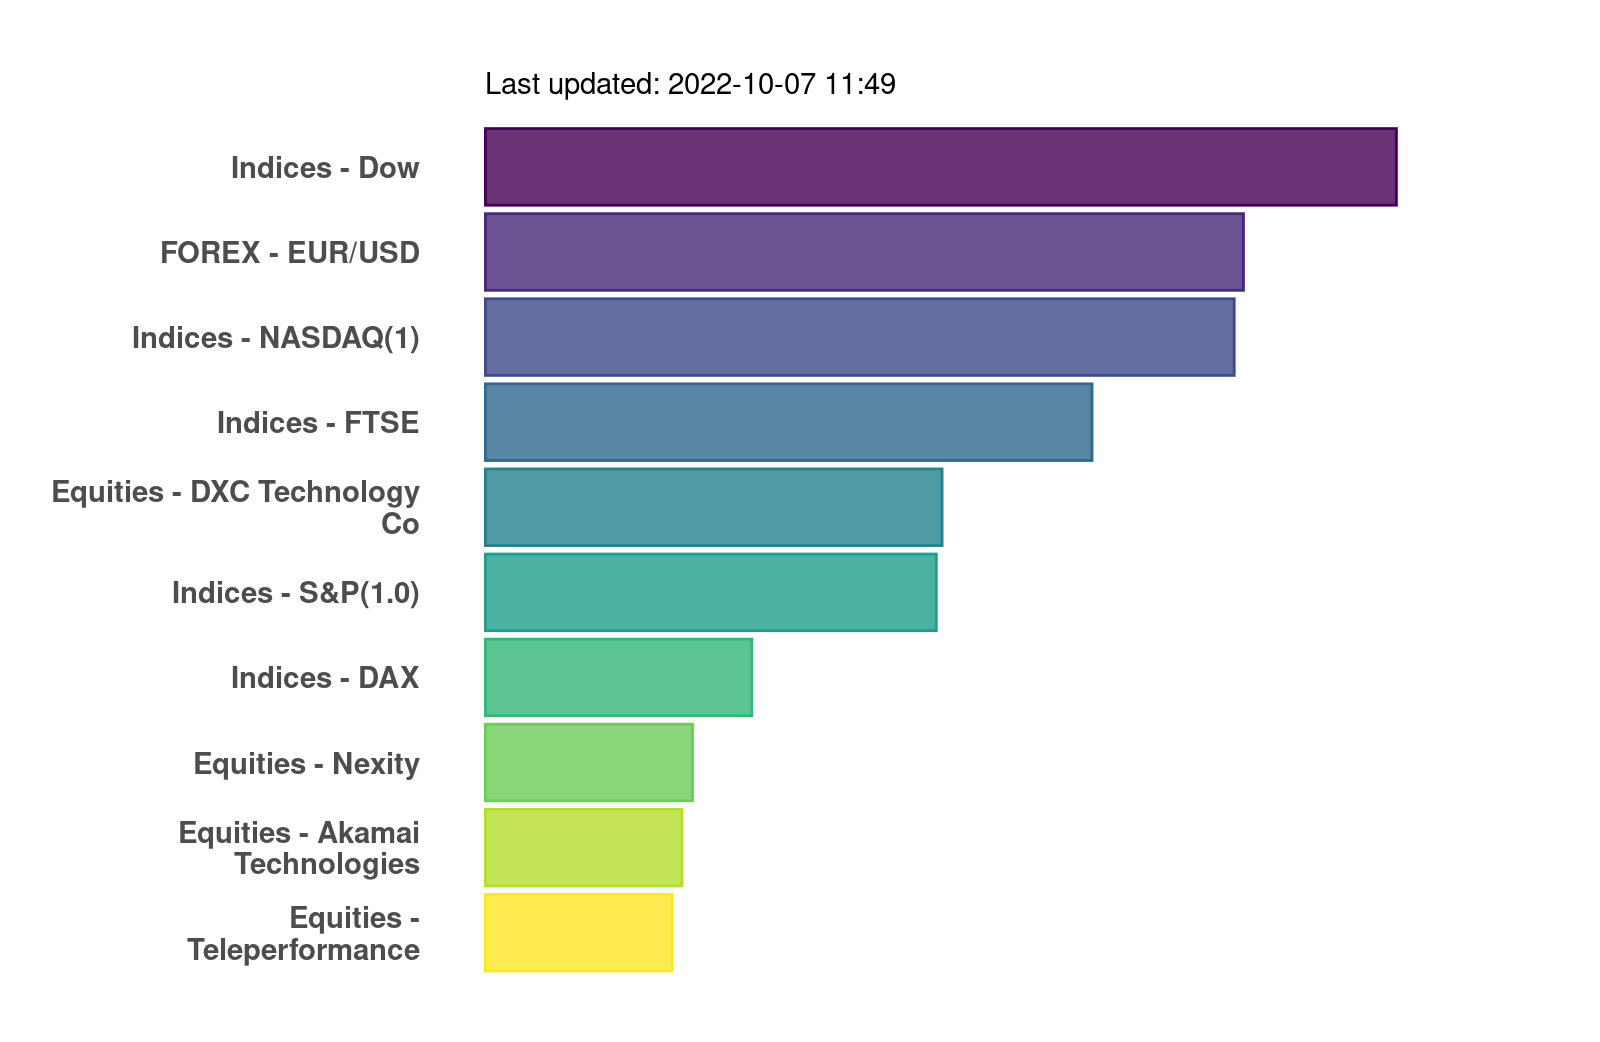 Last updated: 2022-10-07 11:49
Indices - Dow
FOREX - EUR/USD
Indices - NASDAQ(1)
Indices - FTSE
Equities - DXC Technology
Co
Indices - S&P(1.0)
Indices - DAX
Equities - Nexity
Equities - Akamai
Technologies
Equities -
Teleperformance